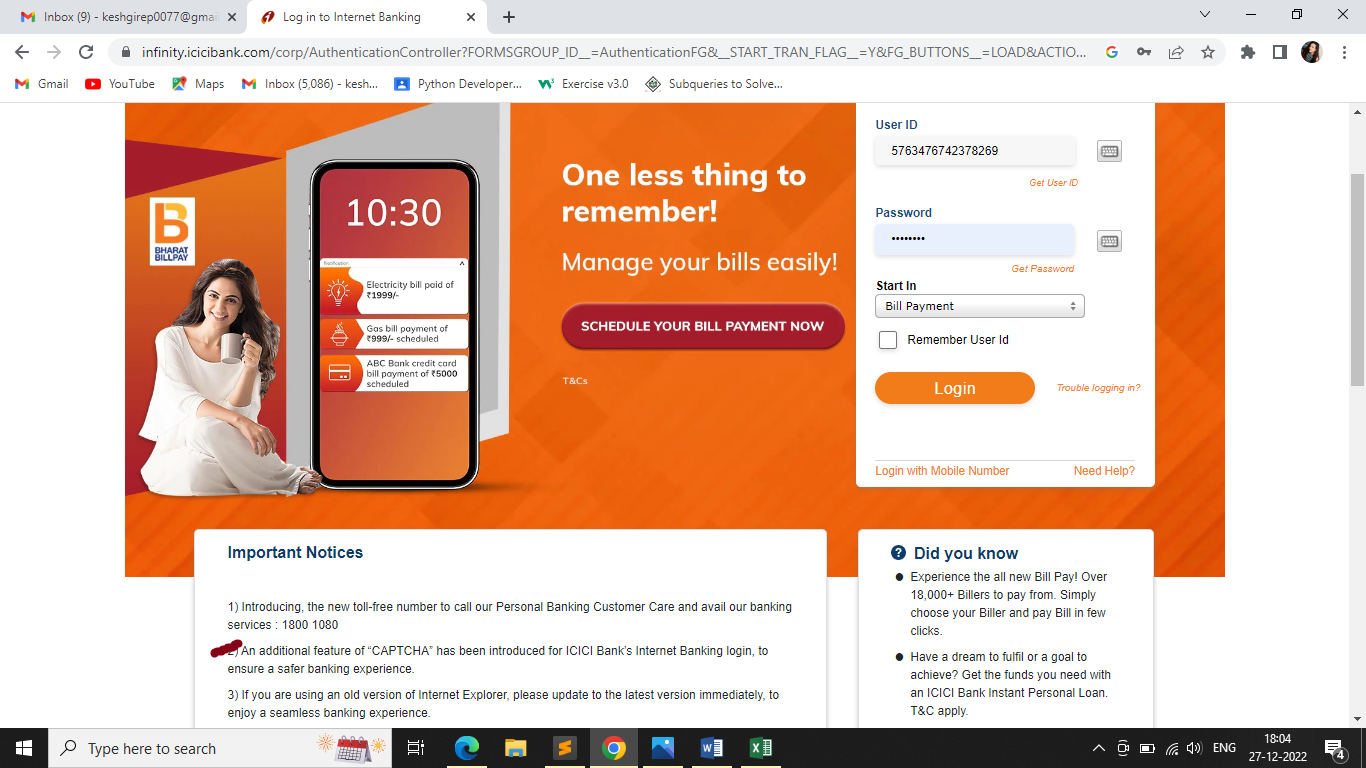 Inbox (9) - keshgirep0077@gmai
Log in to Internet Banking
infinity.icicibank.com/corp/AuthenticationController?FORMSGROUP_ID__=AuthenticationFG&__START_TRAN_FLAG__=Y&FG_BUTTONS__=LOAD&ACTIO...
Gmail
YouTube
Maps
Inbox (5,086) - kesh...
Python Developer...
Exercise v3.0
Subqueries to Solve...
BHARAT
BILLPAY
10:30
Notification
Electricity bill paid of
₹1999/-
Gas bill payment of
₹999/- scheduled
ABC Bank credit card
bill payment of ₹5000
scheduled
One less thing to
remember!
Manage your bills easily!
SCHEDULE YOUR BILL PAYMENT NOW
T&Cs
User ID
5763476742378269
Get User ID
Password
••••••••
Get Password
Start In
Bill Payment
Remember User Id
Login
Trouble logging in?
Login with Mobile Number
Need Help?
Important Notices
1) Introducing, the new toll-free number to call our Personal Banking Customer Care and avail our banking
services : 1800 1080
2) An additional feature of “CAPTCHA” has been introduced for ICICI Bank's Internet Banking login, to
ensure a safer banking experience.
3) If you are using an old version of Internet Explorer, please update to the latest version immediately, to
enjoy a seamless banking experience.
? Did you know
● Experience the all new Bill Pay! Over
18,000+ Billers to pay from. Simply
choose your Biller and pay Bill in few
clicks.
● Have a dream to fulfil or a goal to
achieve? Get the funds you need with
an ICICI Bank Instant Personal Loan.
T&C apply.
Type here to search
ENG
18:04
27-12-2022
4